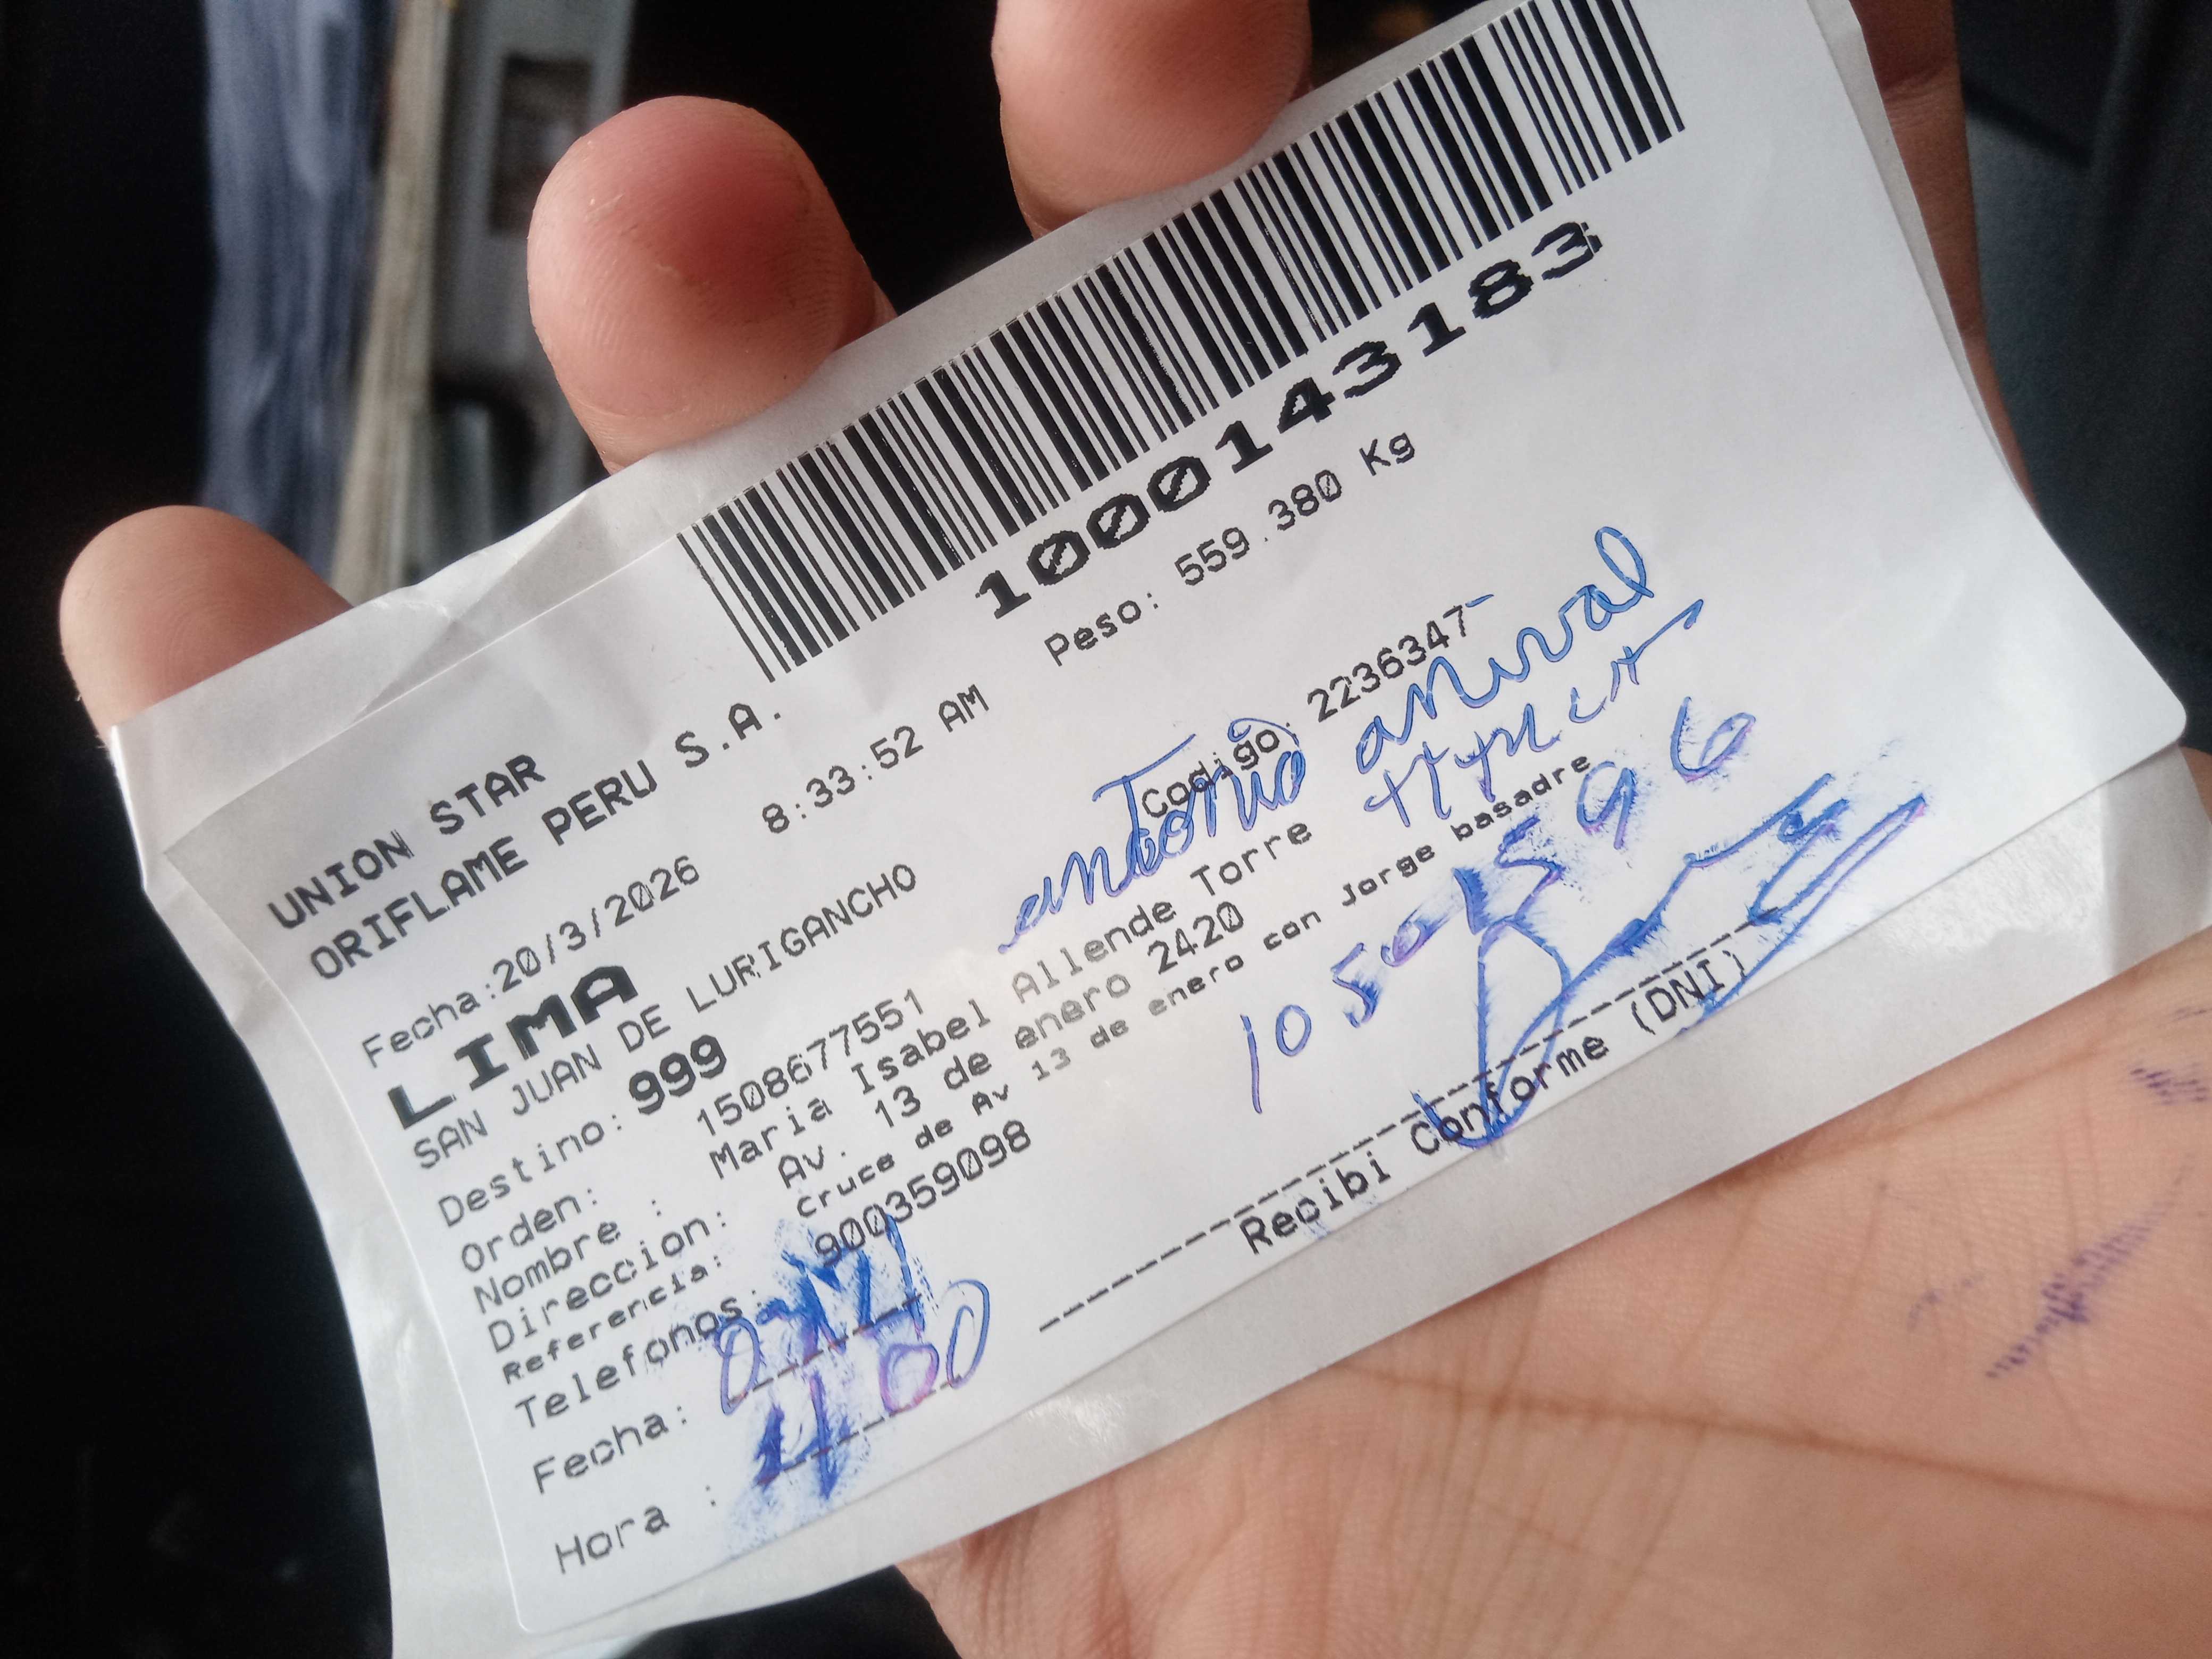 1000143183
UNION STAR
ORIFLAME PERU S.A.
Fecha:20/3/2026 8:33:52 AM Peso: 559.380 Kg
LIMA
SAN JUAN DE LURIGANCHO
Destino: 999
Orden: 1508677551 Codigo: 2236347-
antonio anival
Nombre : Maria Isabel Allende Torre
Direccion: Av. 13 de enero 2420
Referencia: Cruce de Av 13 de enero con Jorge basadre
Telefonos: 900359098
Fecha:
Hora : 4 00
Recibi Conforme (DNI)